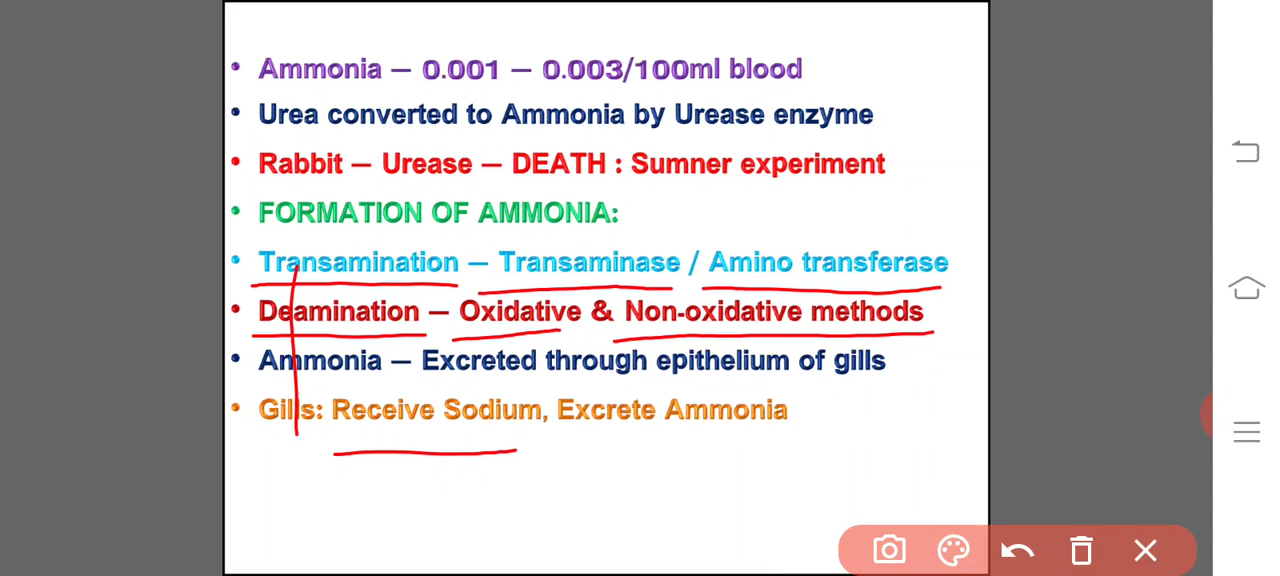 • Ammonia – 0.001 – 0.003/100ml blood
• Urea converted to Ammonia by Urease enzyme
• Rabbit – Urease – DEATH : Sumner experiment
• FORMATION OF AMMONIA:
• Transamination – Transaminase / Amino transferase
• Deamination – Oxidative & Non-oxidative methods
• Ammonia – Excreted through epithelium of gills
• Gills: Receive Sodium, Excrete Ammonia